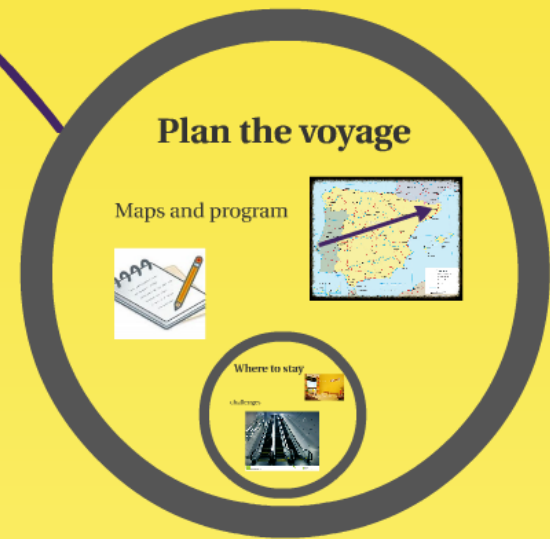 Plan the voyage
Maps and program
Where to stay
challenges